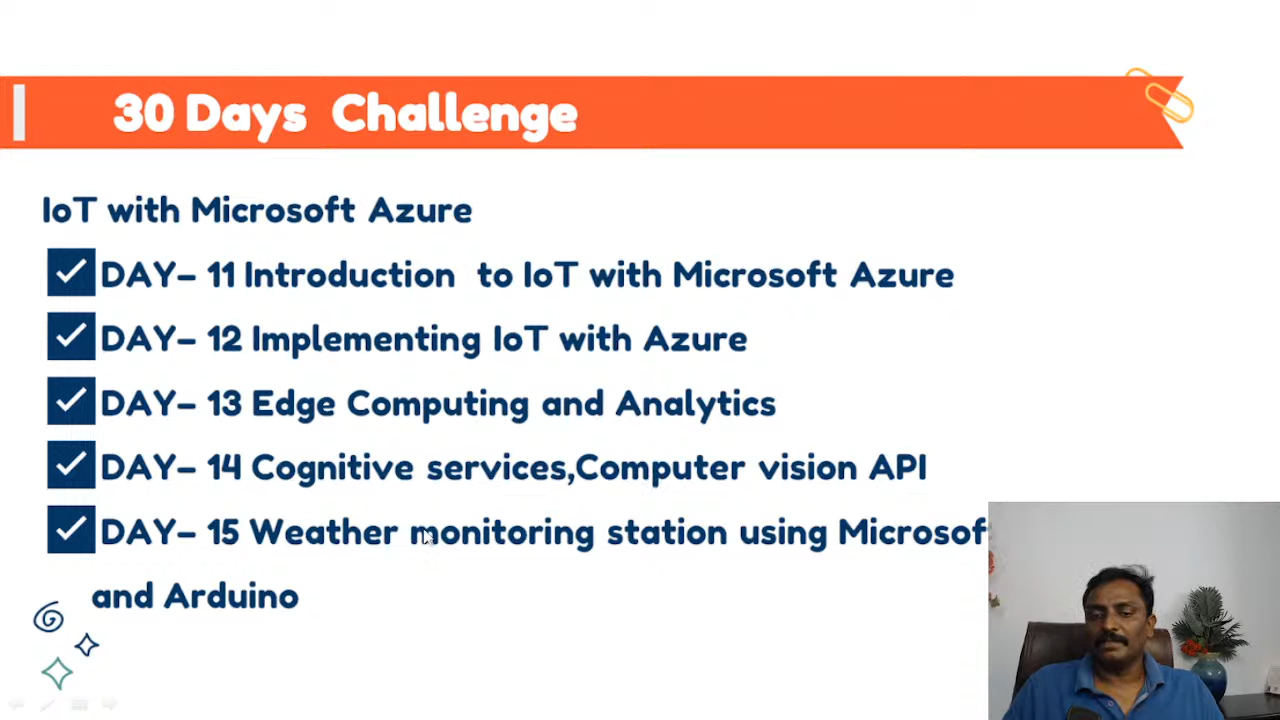 30 Days Challenge
IoT with Microsoft Azure
DAY– 11 Introduction to IoT with Microsoft Azure
DAY– 12 Implementing IoT with Azure
DAY– 13 Edge Computing and Analytics
DAY– 14 Cognitive services,Computer vision API
DAY– 15 Weather monitoring station using Microsof
and Arduino